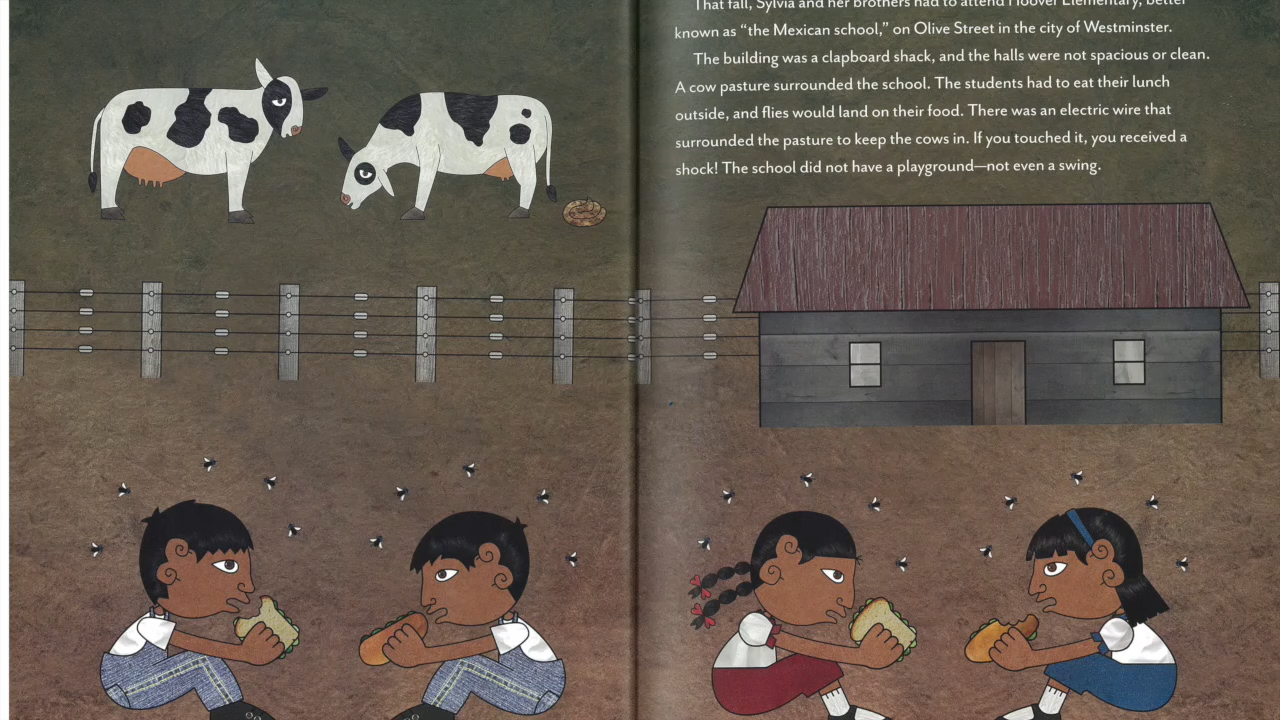 That fall, Sylvia and her brothers had to attend Hoover Elementary, better
known as “the Mexican school,” on Olive Street in the city of Westminster.
The building was a clapboard shack, and the halls were not spacious or clean.
A cow pasture surrounded the school. The students had to eat their lunch
outside, and flies would land on their food. There was an electric wire that
surrounded the pasture to keep the cows in. If you touched it, you received a
shock! The school did not have a playground—not even a swing.